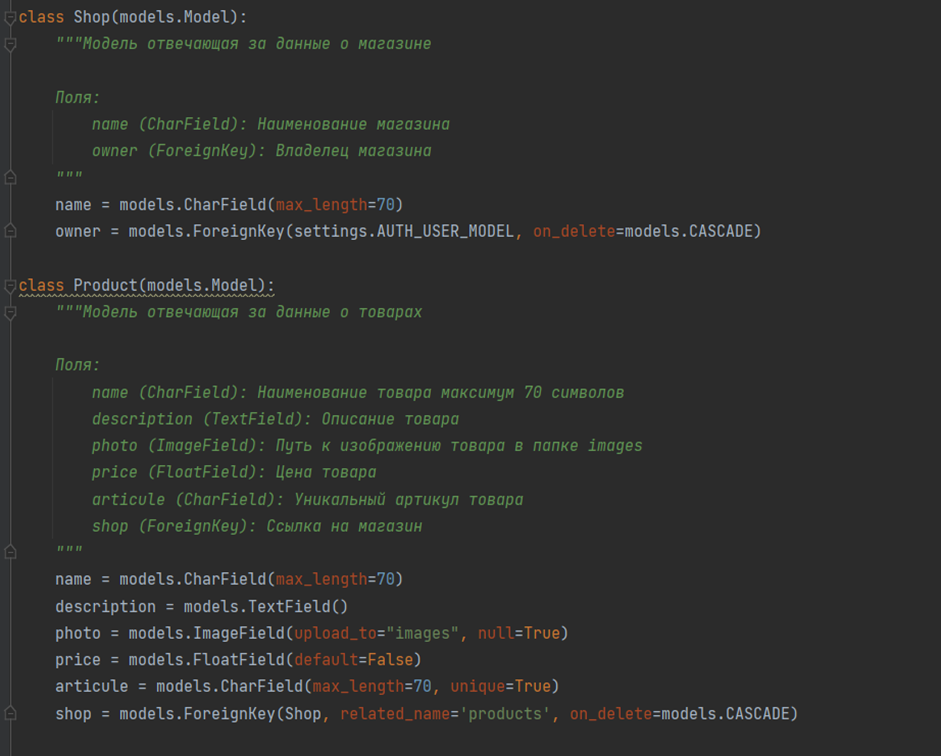 class Shop(models.Model):
    """Модель отвечающая за данные о магазине
    Поля:
        name (CharField): Наименование магазина
        owner (ForeignKey): Владелец магазина
    """
    name = models.CharField(max_length=70)
    owner = models.ForeignKey(settings.AUTH_USER_MODEL, on_delete=models.CASCADE)
class Product(models.Model):
    """Модель отвечающая за данные о товарах
    Поля:
        name (CharField): Наименование товара максимум 70 символов
        description (TextField): Описание товара
        photo (ImageField): Путь к изображению товара в папке images
        price (FloatField): Цена товара
        articule (CharField): Уникальный артикул товара
        shop (ForeignKey): Ссылка на магазин
    """
    name = models.CharField(max_length=70)
    description = models.TextField()
    photo = models.ImageField(upload_to="images", null=True)
    price = models.FloatField(default=False)
    articule = models.CharField(max_length=70, unique=True)
    shop = models.ForeignKey(Shop, related_name='products', on_delete=models.CASCADE)